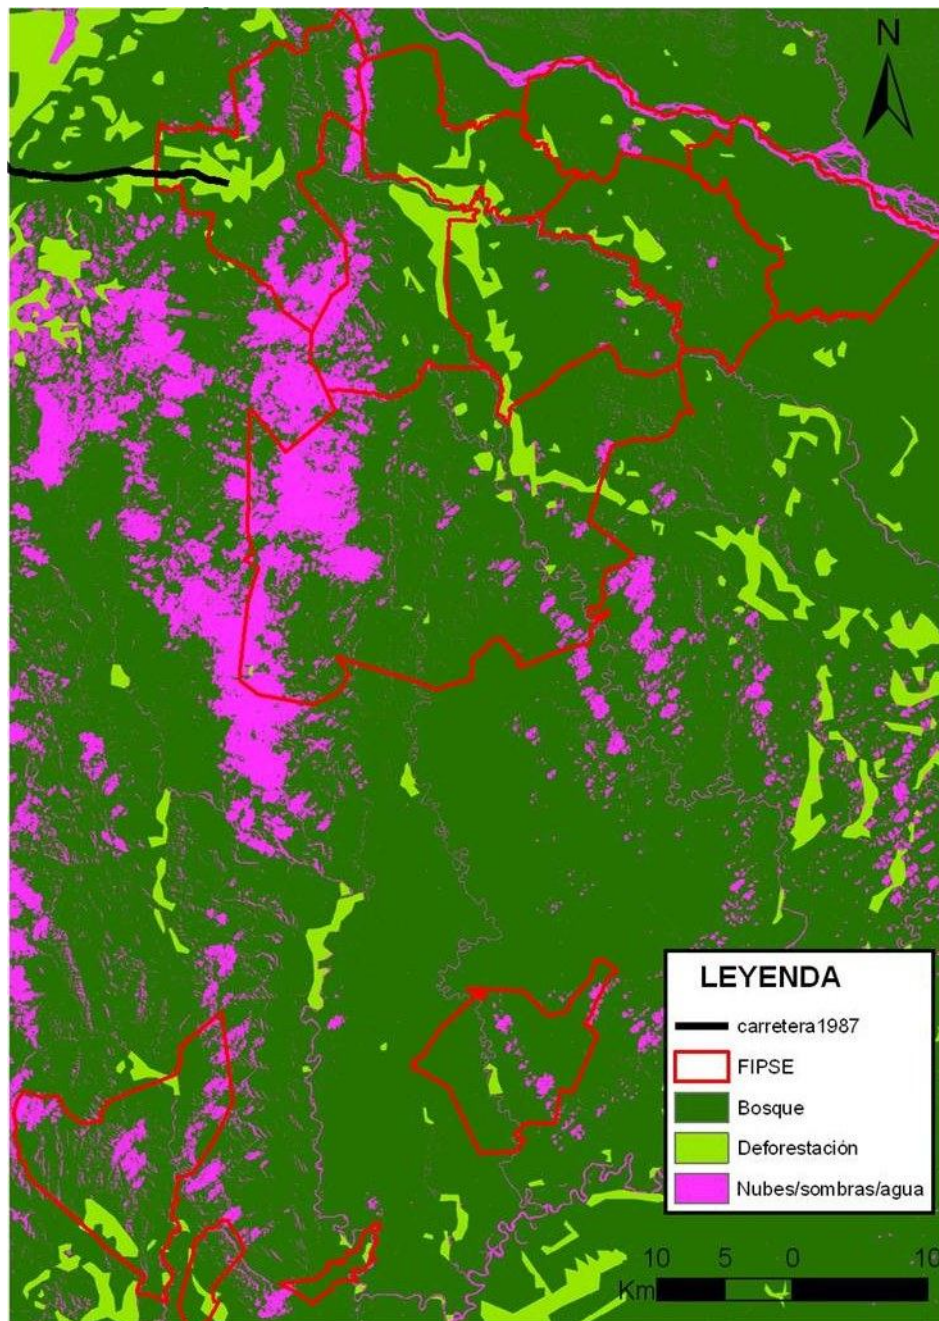 N
LEYENDA
carretera1987
FIPSE
Bosque
Deforestación
Nubes/sombras/agua
10 5 0 10
Km